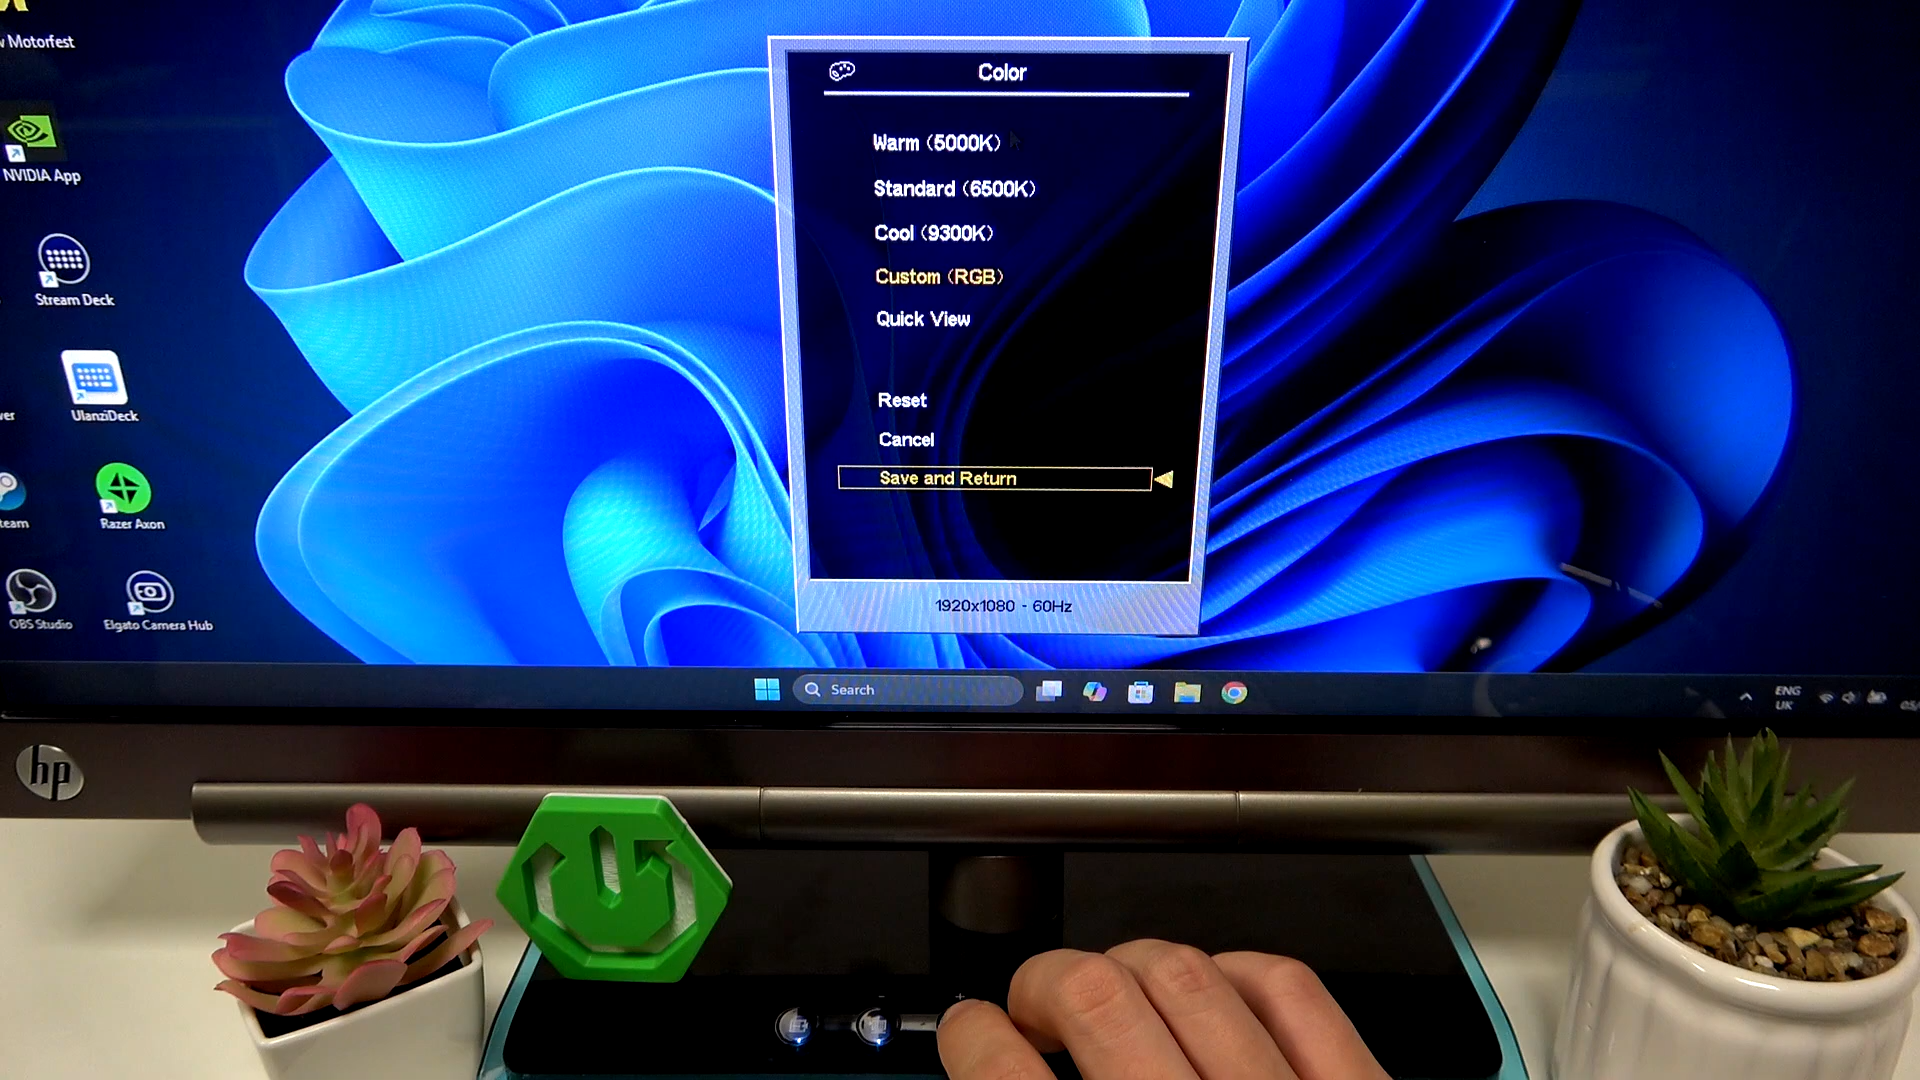 Motorfest
NVIDIA App
Stream Deck
UlanziDeck
Razer Axon
OBS Studio
Elgato Camera Hub
Color
Warm (5000K)
Standard (6500K)
Cool (9300K)
Custom (RGB)
Quick View
Reset
Cancel
Save and Return
1920x1080 - 60Hz
Search
ENG
UK
hp
- +